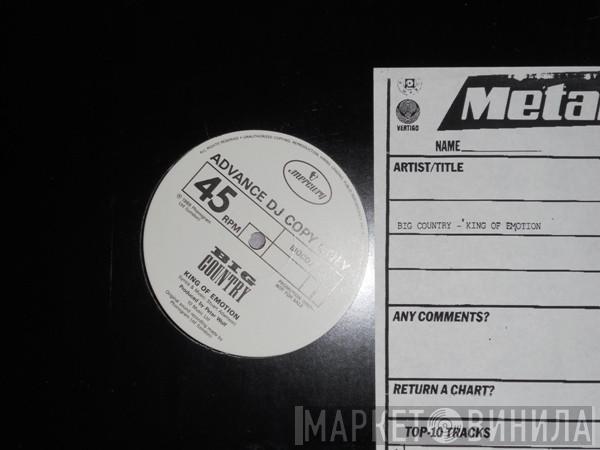 ADVANCE DJ COPY ONLY
mercury
45
RPM
BIG
COUNTRY
KING OF EMOTION
Produced by Peter Wolf
VERTIGO
Meta
NAME
ARTIST/TITLE
BIG COUNTRY - KING OF EMOTION
ANY COMMENTS?
RETURN A CHART?
TOP-10 TRACKS
МАРКЕТ ВИНИЛА